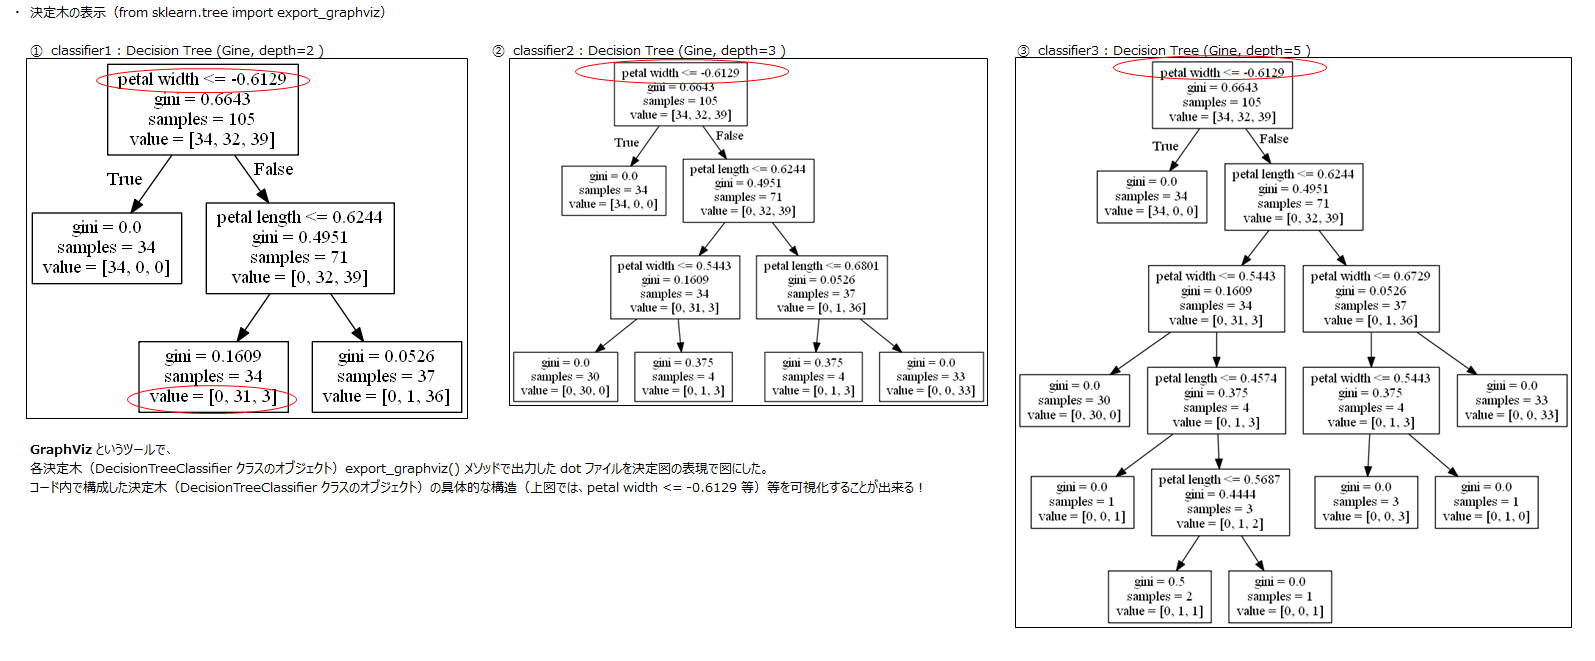 ・ 決定木の表示（from sklearn.tree import export_graphviz）
① classifier1 : Decision Tree (Gine, depth=2 )
petal width <= -0.6129
gini = 0.6643
samples = 105
value = [34, 32, 39]
True
False
gini = 0.0
samples = 34
value = [34, 0, 0]
petal length <= 0.6244
gini = 0.4951
samples = 71
value = [0, 32, 39]
gini = 0.1609
samples = 34
value = [0, 31, 3]
gini = 0.0526
samples = 37
value = [0, 1, 36]
② classifier2 : Decision Tree (Gine, depth=3 )
petal width <= -0.6129
gini = 0.6643
samples = 105
value = [34, 32, 39]
True
False
gini = 0.0
samples = 34
value = [34, 0, 0]
petal length <= 0.6244
gini = 0.4951
samples = 71
value = [0, 32, 39]
petal width <= 0.5443
gini = 0.1609
samples = 34
value = [0, 31, 3]
petal length <= 0.6801
gini = 0.0526
samples = 37
value = [0, 1, 36]
gini = 0.0
samples = 30
value = [0, 30, 0]
gini = 0.375
samples = 4
value = [0, 1, 3]
gini = 0.375
samples = 4
value = [0, 1, 3]
gini = 0.0
samples = 33
value = [0, 0, 33]
③ classifier3 : Decision Tree (Gine, depth=5 )
petal width <= -0.6129
gini = 0.6643
samples = 105
value = [34, 32, 39]
True
False
gini = 0.0
samples = 34
value = [34, 0, 0]
petal length <= 0.6244
gini = 0.4951
samples = 71
value = [0, 32, 39]
petal width <= 0.5443
gini = 0.1609
samples = 34
value = [0, 31, 3]
petal width <= 0.6729
gini = 0.0526
samples = 37
value = [0, 1, 36]
gini = 0.0
samples = 30
value = [0, 30, 0]
petal length <= 0.4574
gini = 0.375
samples = 4
value = [0, 1, 3]
petal width <= 0.5443
gini = 0.375
samples = 4
value = [0, 1, 3]
gini = 0.0
samples = 33
value = [0, 0, 33]
gini = 0.0
samples = 1
value = [0, 0, 1]
petal length <= 0.5687
gini = 0.4444
samples = 3
value = [0, 1, 2]
gini = 0.0
samples = 3
value = [0, 0, 3]
gini = 0.0
samples = 1
value = [0, 1, 0]
gini = 0.5
samples = 2
value = [0, 1, 1]
gini = 0.0
samples = 1
value = [0, 0, 1]
GraphViz というツールで、
各決定木（DecisionTreeClassifier クラスのオブジェクト）export_graphviz() メソッドで出力した dot ファイルを決定図の表現で図にした。
コード内で構成した決定木（DecisionTreeClassifier クラスのオブジェクト）の具体的な構造（上図では、petal width <= -0.6129 等）等を可視化することが出来る！